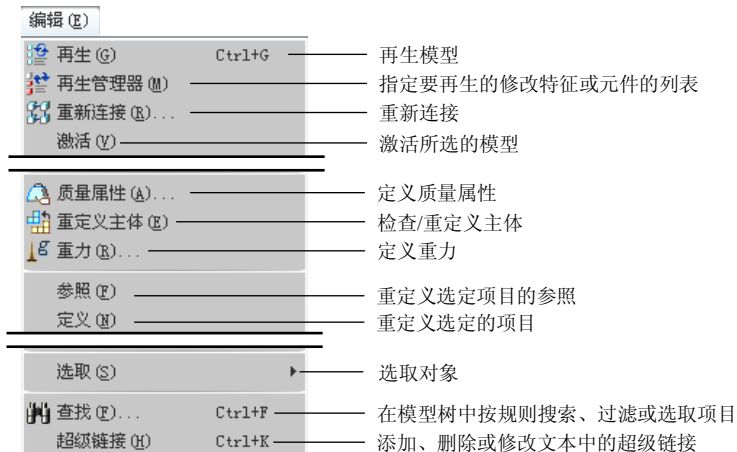 编辑(E)
再生(G) Ctrl+G 再生模型
再生管理器(M) 指定要再生的修改特征或元件的列表
重新连接(R)... 重新连接
激活(V) 激活所选的模型
质量属性(A)... 定义质量属性
重定义主体(E) 检查/重定义主体
重力(R)... 定义重力
参照(F) 重定义选定项目的参照
定义(N) 重定义选定的项目
选取(S) 选取对象
查找(F)... Ctrl+F 在模型树中按规则搜索、过滤或选取项目
超级链接(H) Ctrl+K 添加、删除或修改文本中的超级链接